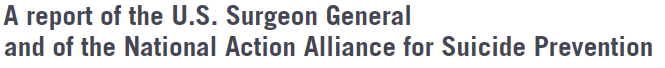 A report of the U.S. Surgeon General
and of the National Action Alliance for Suicide Prevention